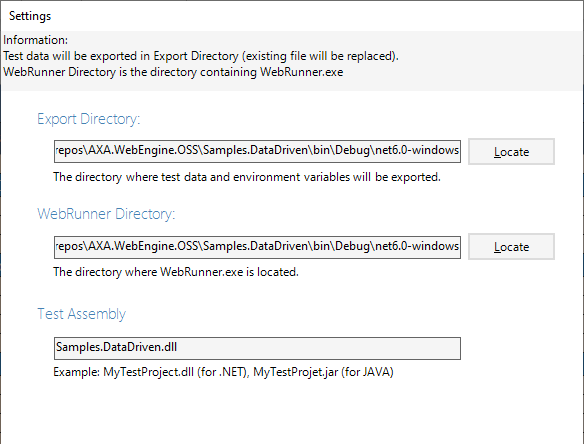 Settings
Information:
Test data will be exported in Export Directory (existing file will be replaced).
WebRunner Directory is the directory containing WebRunner.exe
Export Directory:
repos\AXA.WebEngine.OSS\Samples.DataDriven\bin\Debug\net6.0-windows
Locate
The directory where test data and environment variables will be exported.
WebRunner Directory:
repos\AXA.WebEngine.OSS\Samples.DataDriven\bin\Debug\net6.0-windows
Locate
The directory where WebRunner.exe is located.
Test Assembly
Samples.DataDriven.dll
Example: MyTestProject.dll (for .NET), MyTestProjet.jar (for JAVA)